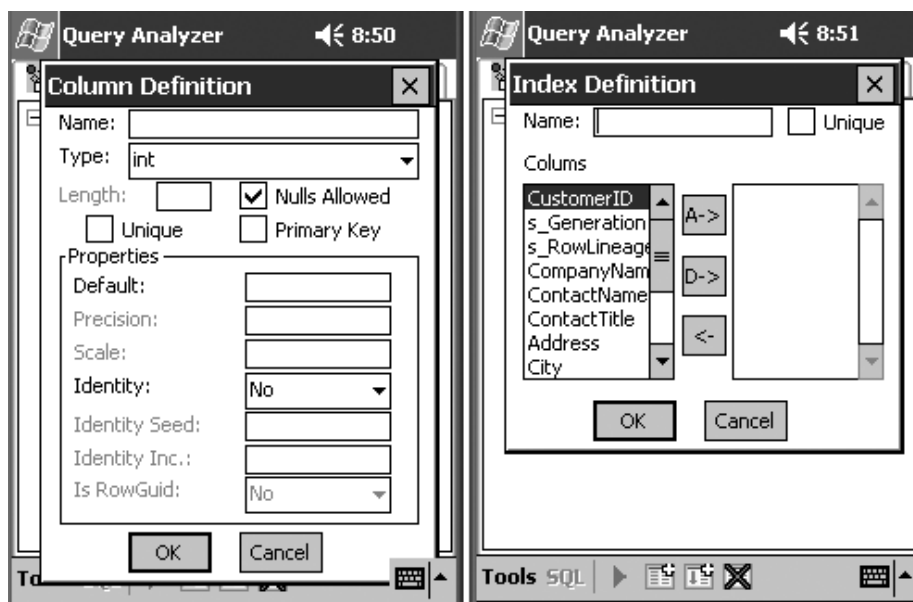 Query Analyzer 8:50
Column Definition
Name:
Type: int
Length: Nulls Allowed
Unique Primary Key
Properties
Default:
Precision:
Scale:
Identity: No
Identity Seed:
Identity Inc.:
Is RowGuid: No
OK Cancel
Query Analyzer 8:51
Index Definition
Name: Unique
Colums
CustomerID
s_Generation
s_RowLineage
CompanyNam
ContactName
ContactTitle
Address
City
A->
D->
<-
OK Cancel
Tools SQL